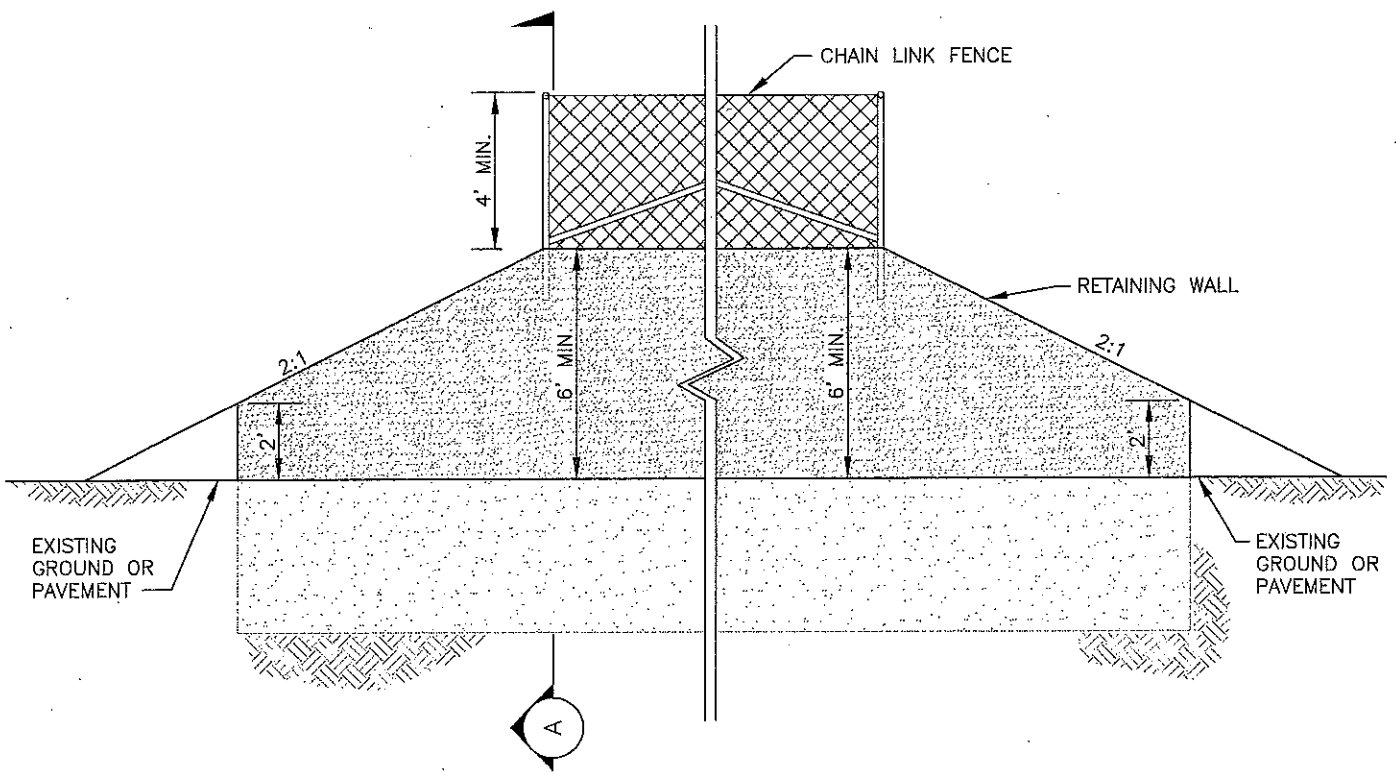 CHAIN LINK FENCE
4' MIN.
RETAINING WALL
2:1
2:1
6' MIN
6' MIN
2'
2'
EXISTING
GROUND OR
PAVEMENT
EXISTING
GROUND OR
PAVEMENT
A